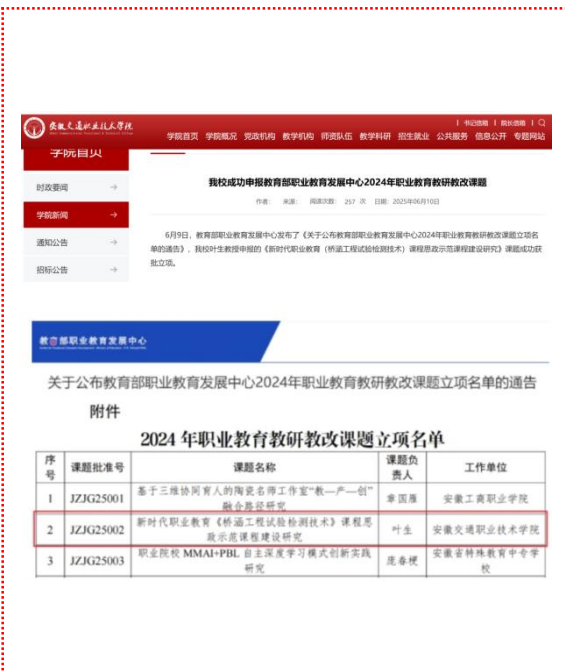 安徽交通职业技术学院
书记信箱 | 院长信箱 |
学院首页 学院概况 党政机构 教学机构 师资队伍 教学科研 招生就业 公共服务 信息公开 专题网站
学院首页
时政要闻 →
学院新闻 →
通知公告 →
招标公告 →
我校成功申报教育部职业教育发展中心2024年职业教育教研教改课题
作者: 来源: 阅读次数: 257 次 日期: 2025年06月10日
6月9日，教育部职业教育发展中心发布了《关于公布教育部职业教育发展中心2024年职业教育教研教改课题立项名
单的通告》，我校叶生教授申报的《新时代职业教育（桥涵工程试验检测技术）课程思政示范课程建设研究》课题成功获
批立项。
教育部职业教育发展中心
关于公布教育部职业教育发展中心2024年职业教育教研教改课题立项名单的通告
附件
2024 年职业教育教研教改课题立项名单
序号 课题批准号 课题名称 课题负责人 工作单位
1 JZJG25001 基于三维协同育人的陶瓷名师工作室“教—产—创”融合路径研究 章国雁 安徽工商职业学院
2 JZJG25002 新时代职业教育《桥涵工程试验检测技术》课程思政示范课程建设研究 叶生 安徽交通职业技术学院
3 JZJG25003 职业院校 MMAI+PBL 自主深度学习模式创新实践研究 庞春梗 安徽省特殊教育中专学校